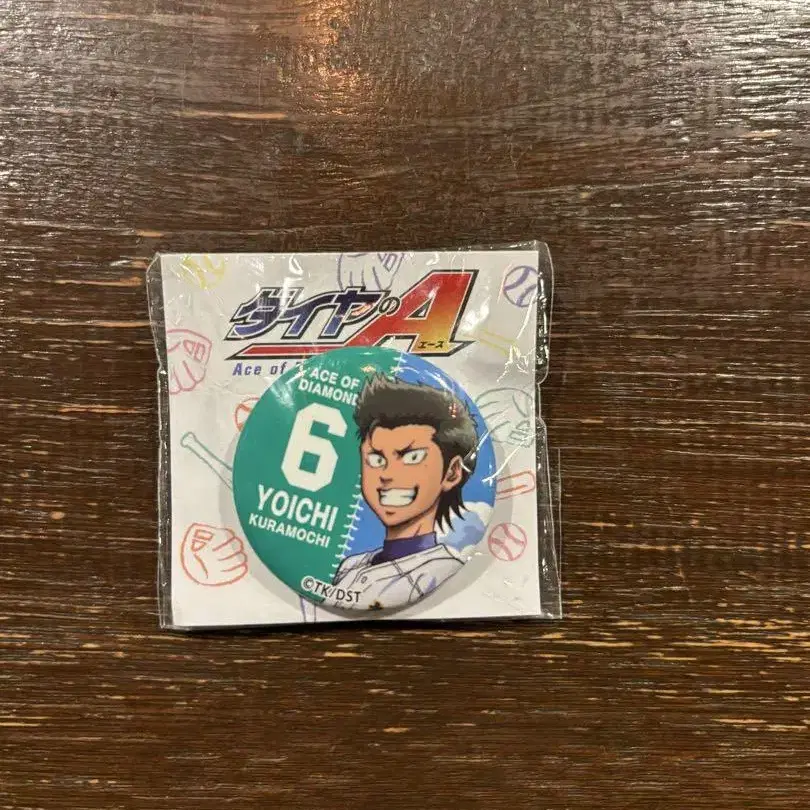 ダイヤのA
エース
Ace of
ACE OF
DIAMOND
6
YOICHI
KURAMOCHI
©TK/DST